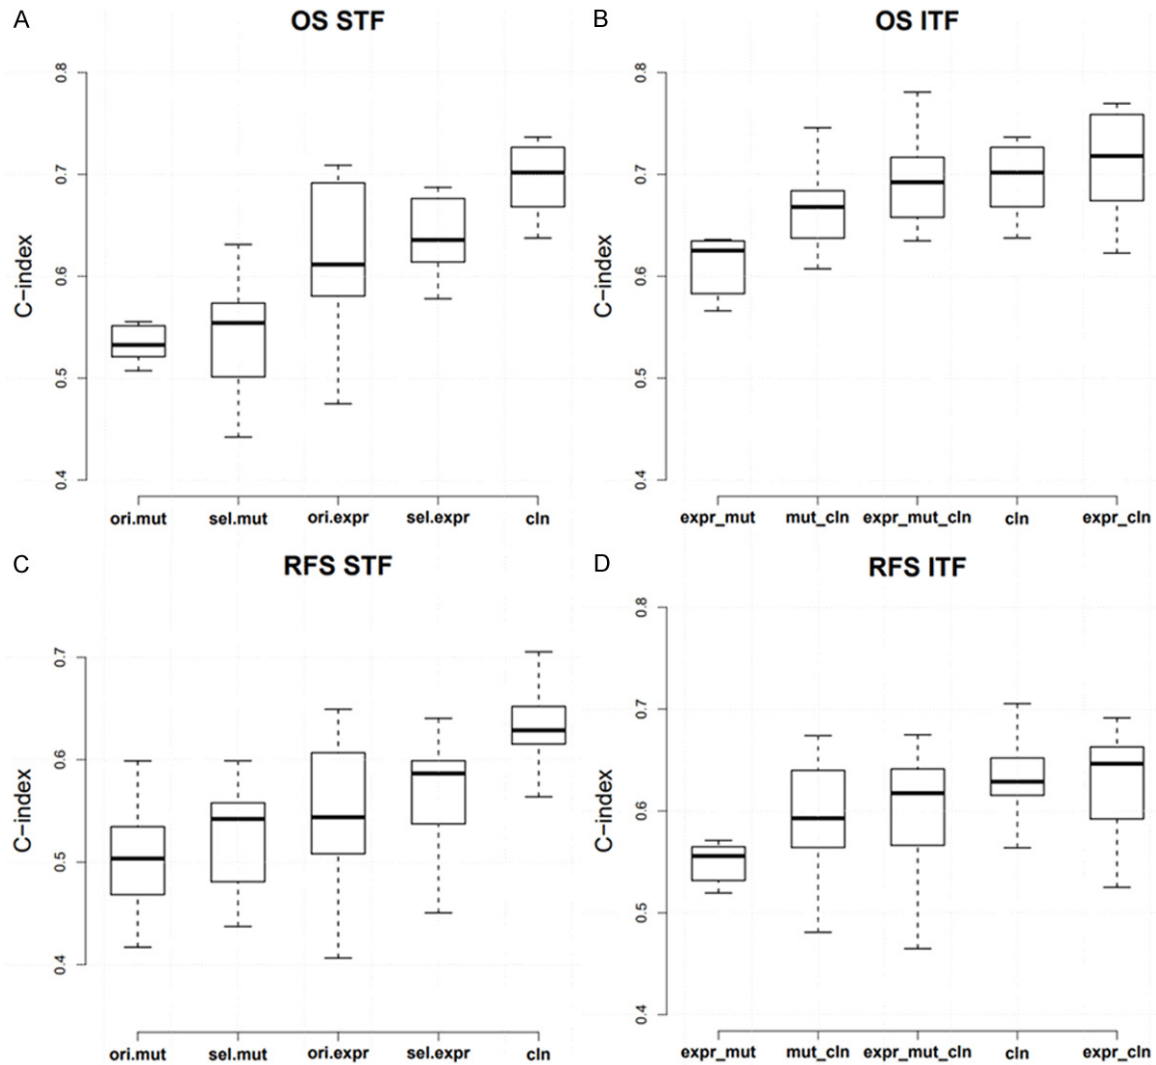 A
OS STF
C-index
0.8
0.7
0.6
0.5
0.4
ori.mut sel.mut ori.expr sel.expr cln
B
OS ITF
C-index
0.8
0.7
0.6
0.5
0.4
expr_mut mut_cln expr_mut_cln cln expr_cln
C
RFS STF
C-index
0.7
0.6
0.5
0.4
ori.mut sel.mut ori.expr sel.expr cln
D
RFS ITF
C-index
0.8
0.7
0.6
0.5
0.4
expr_mut mut_cln expr_mut_cln cln expr_cln